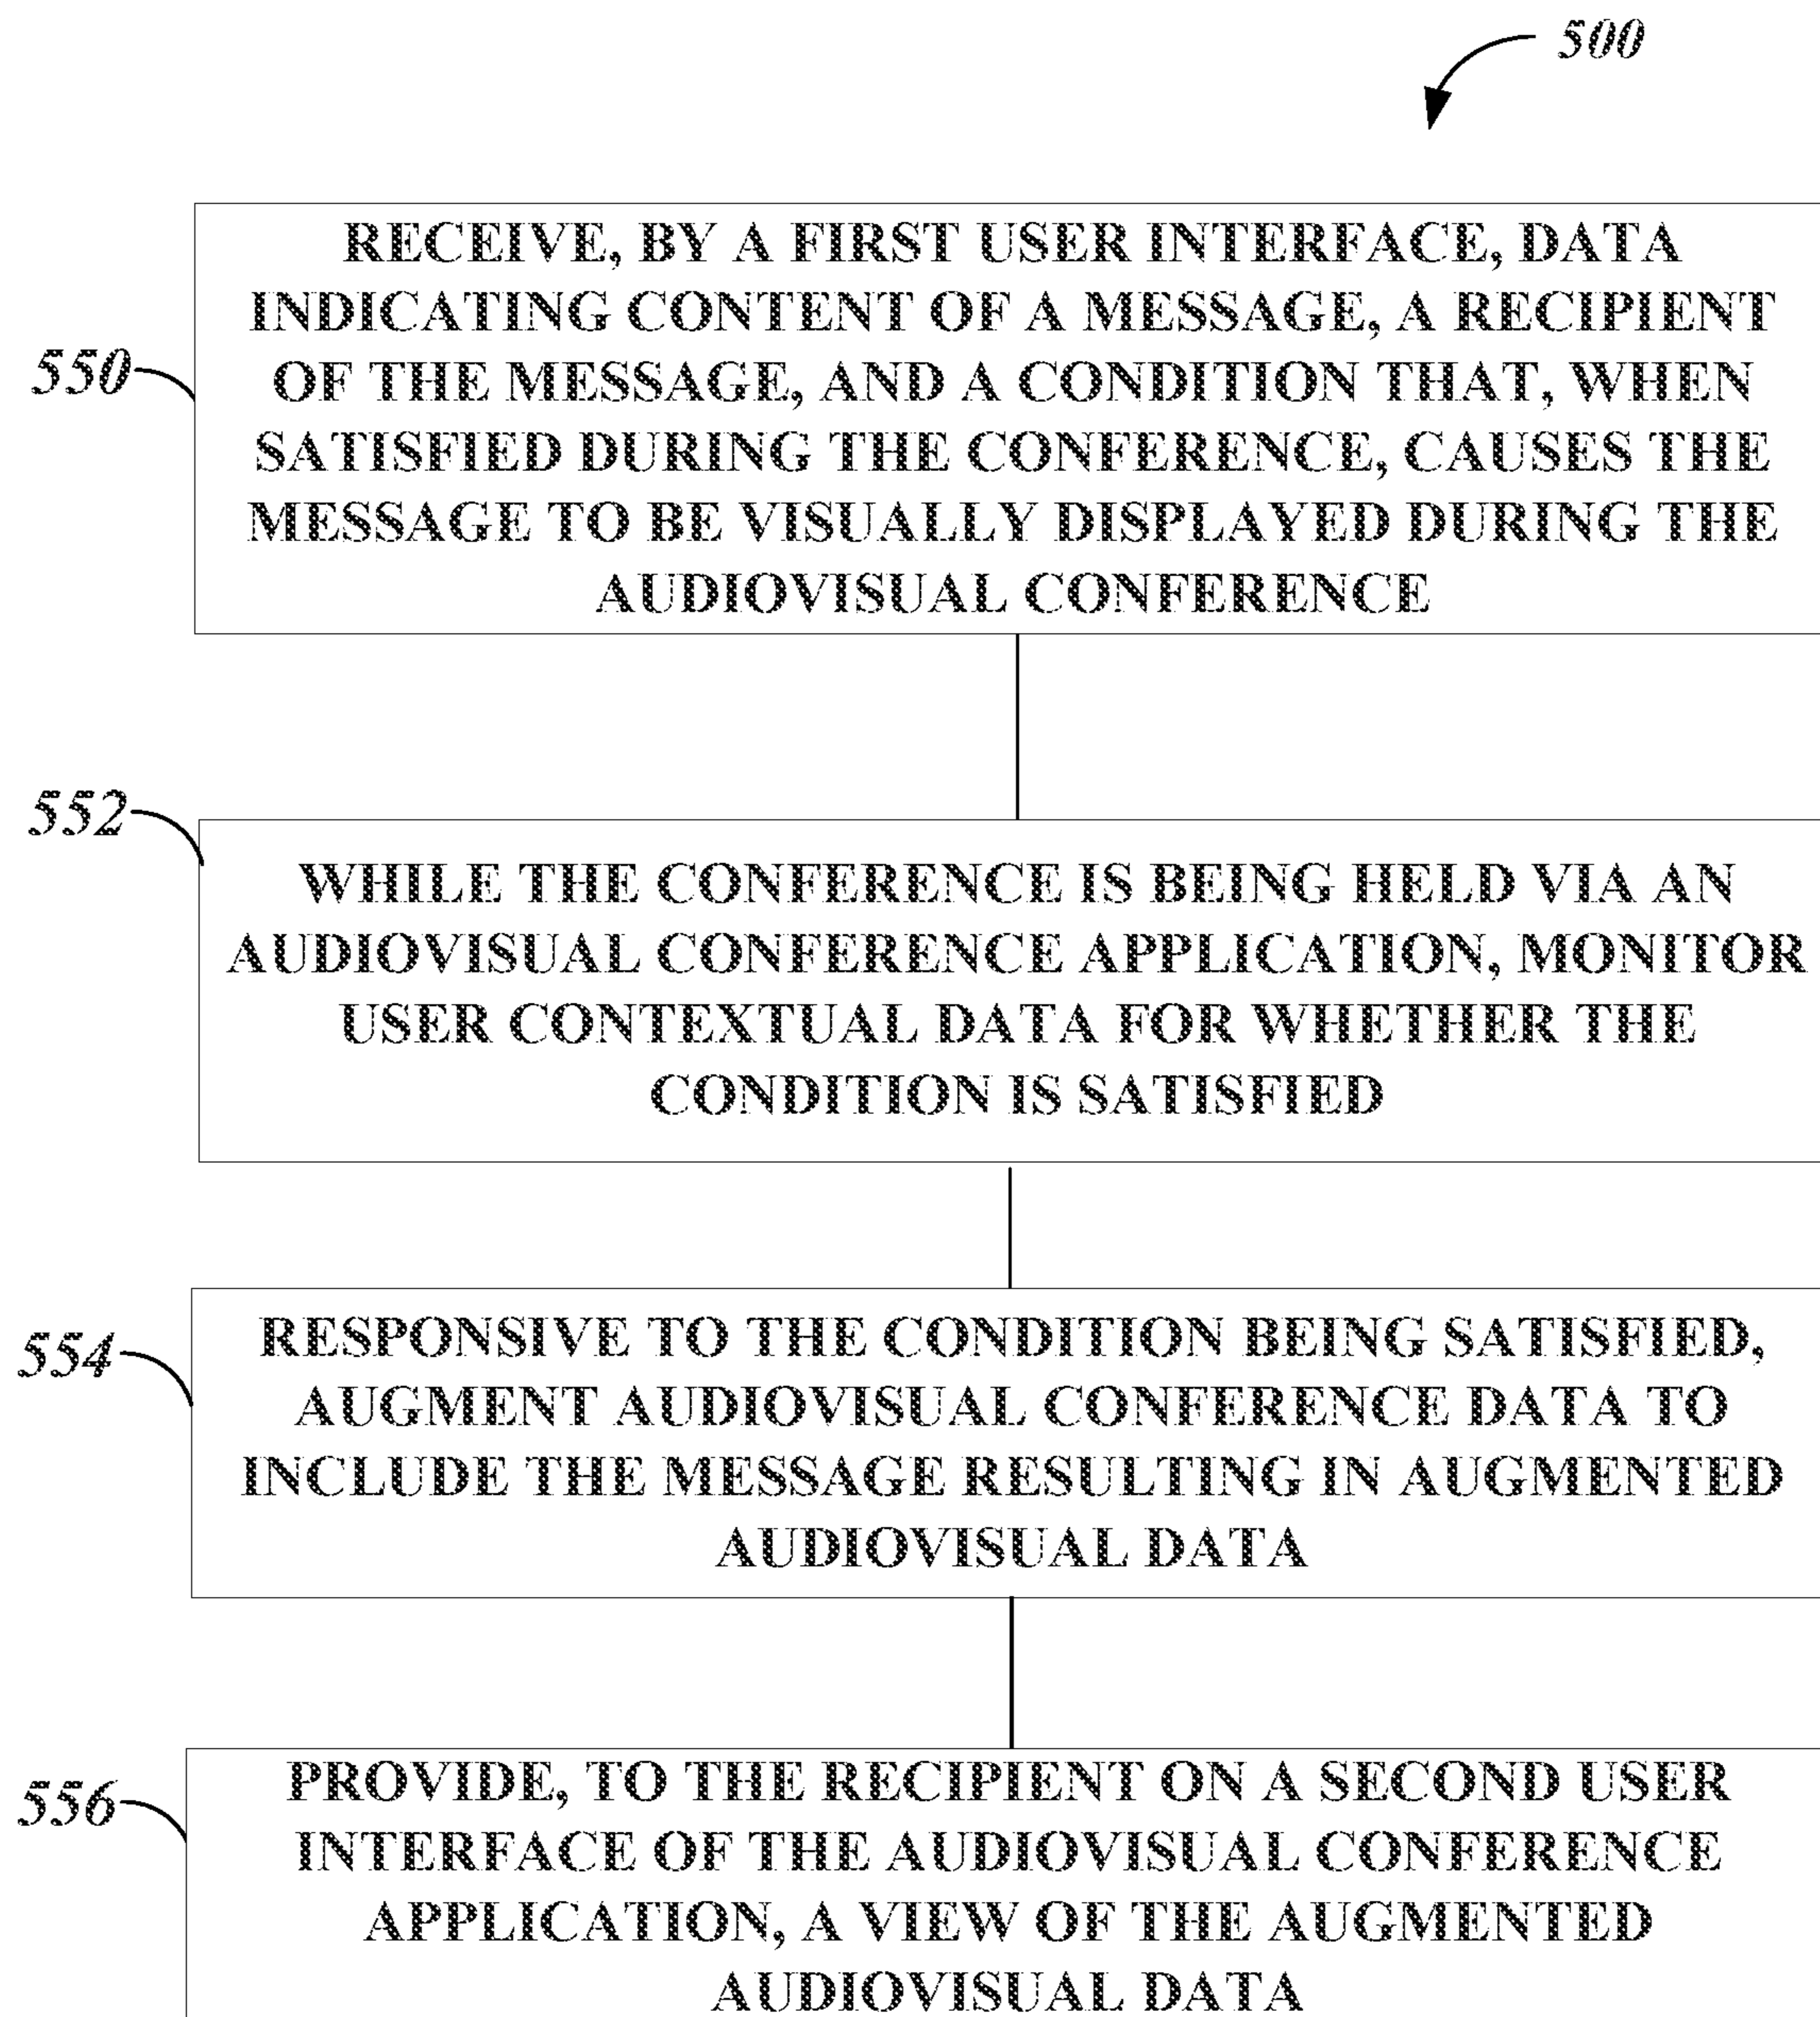 500
RECEIVE, BY A FIRST USER INTERFACE, DATA
INDICATING CONTENT OF A MESSAGE, A RECIPIENT
550
OF THE MESSAGE, AND A CONDITION THAT, WHEN
SATISFIED DURING THE CONFERENCE, CAUSES THE
MESSAGE TO BE VISUALLY DISPLAYED DURING THE
AUDIOVISUAL CONFERENCE
552
WHILE THE CONFERENCE IS BEING HELD VIA AN
AUDIOVISUAL CONFERENCE APPLICATION, MONITOR
USER CONTEXTUAL DATA FOR WHETHER THE
CONDITION IS SATISFIED
554
RESPONSIVE TO THE CONDITION BEING SATISFIED,
AUGMENT AUDIOVISUAL CONFERENCE DATA TO
INCLUDE THE MESSAGE RESULTING IN AUGMENTED
AUDIOVISUAL DATA
556
PROVIDE, TO THE RECIPIENT ON A SECOND USER
INTERFACE OF THE AUDIOVISUAL CONFERENCE
APPLICATION, A VIEW OF THE AUGMENTED
AUDIOVISUAL DATA